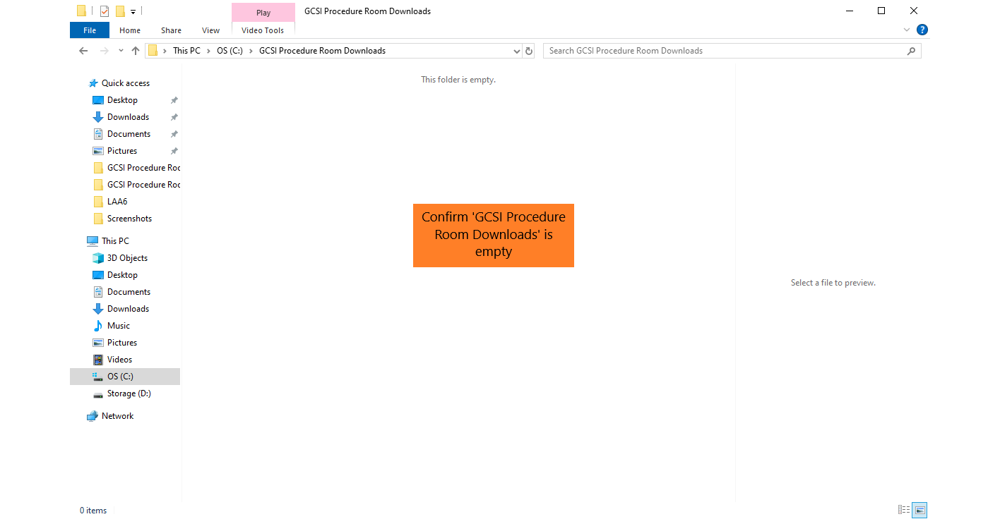 Play
GCSI Procedure Room Downloads
File
Home
Share
View
Video Tools
?
This PC
OS (C:)
GCSI Procedure Room Downloads
Search GCSI Procedure Room Downloads
This folder is empty.
Quick access
Desktop
Downloads
Documents
Pictures
GCSI Procedure Roo
GCSI Procedure Roo
LAA6
Screenshots
This PC
3D Objects
Desktop
Documents
Downloads
Music
Pictures
Videos
OS (C:)
Storage (D:)
Network
Confirm 'GCSI Procedure
Room Downloads' is
empty
Select a file to preview.
0 items